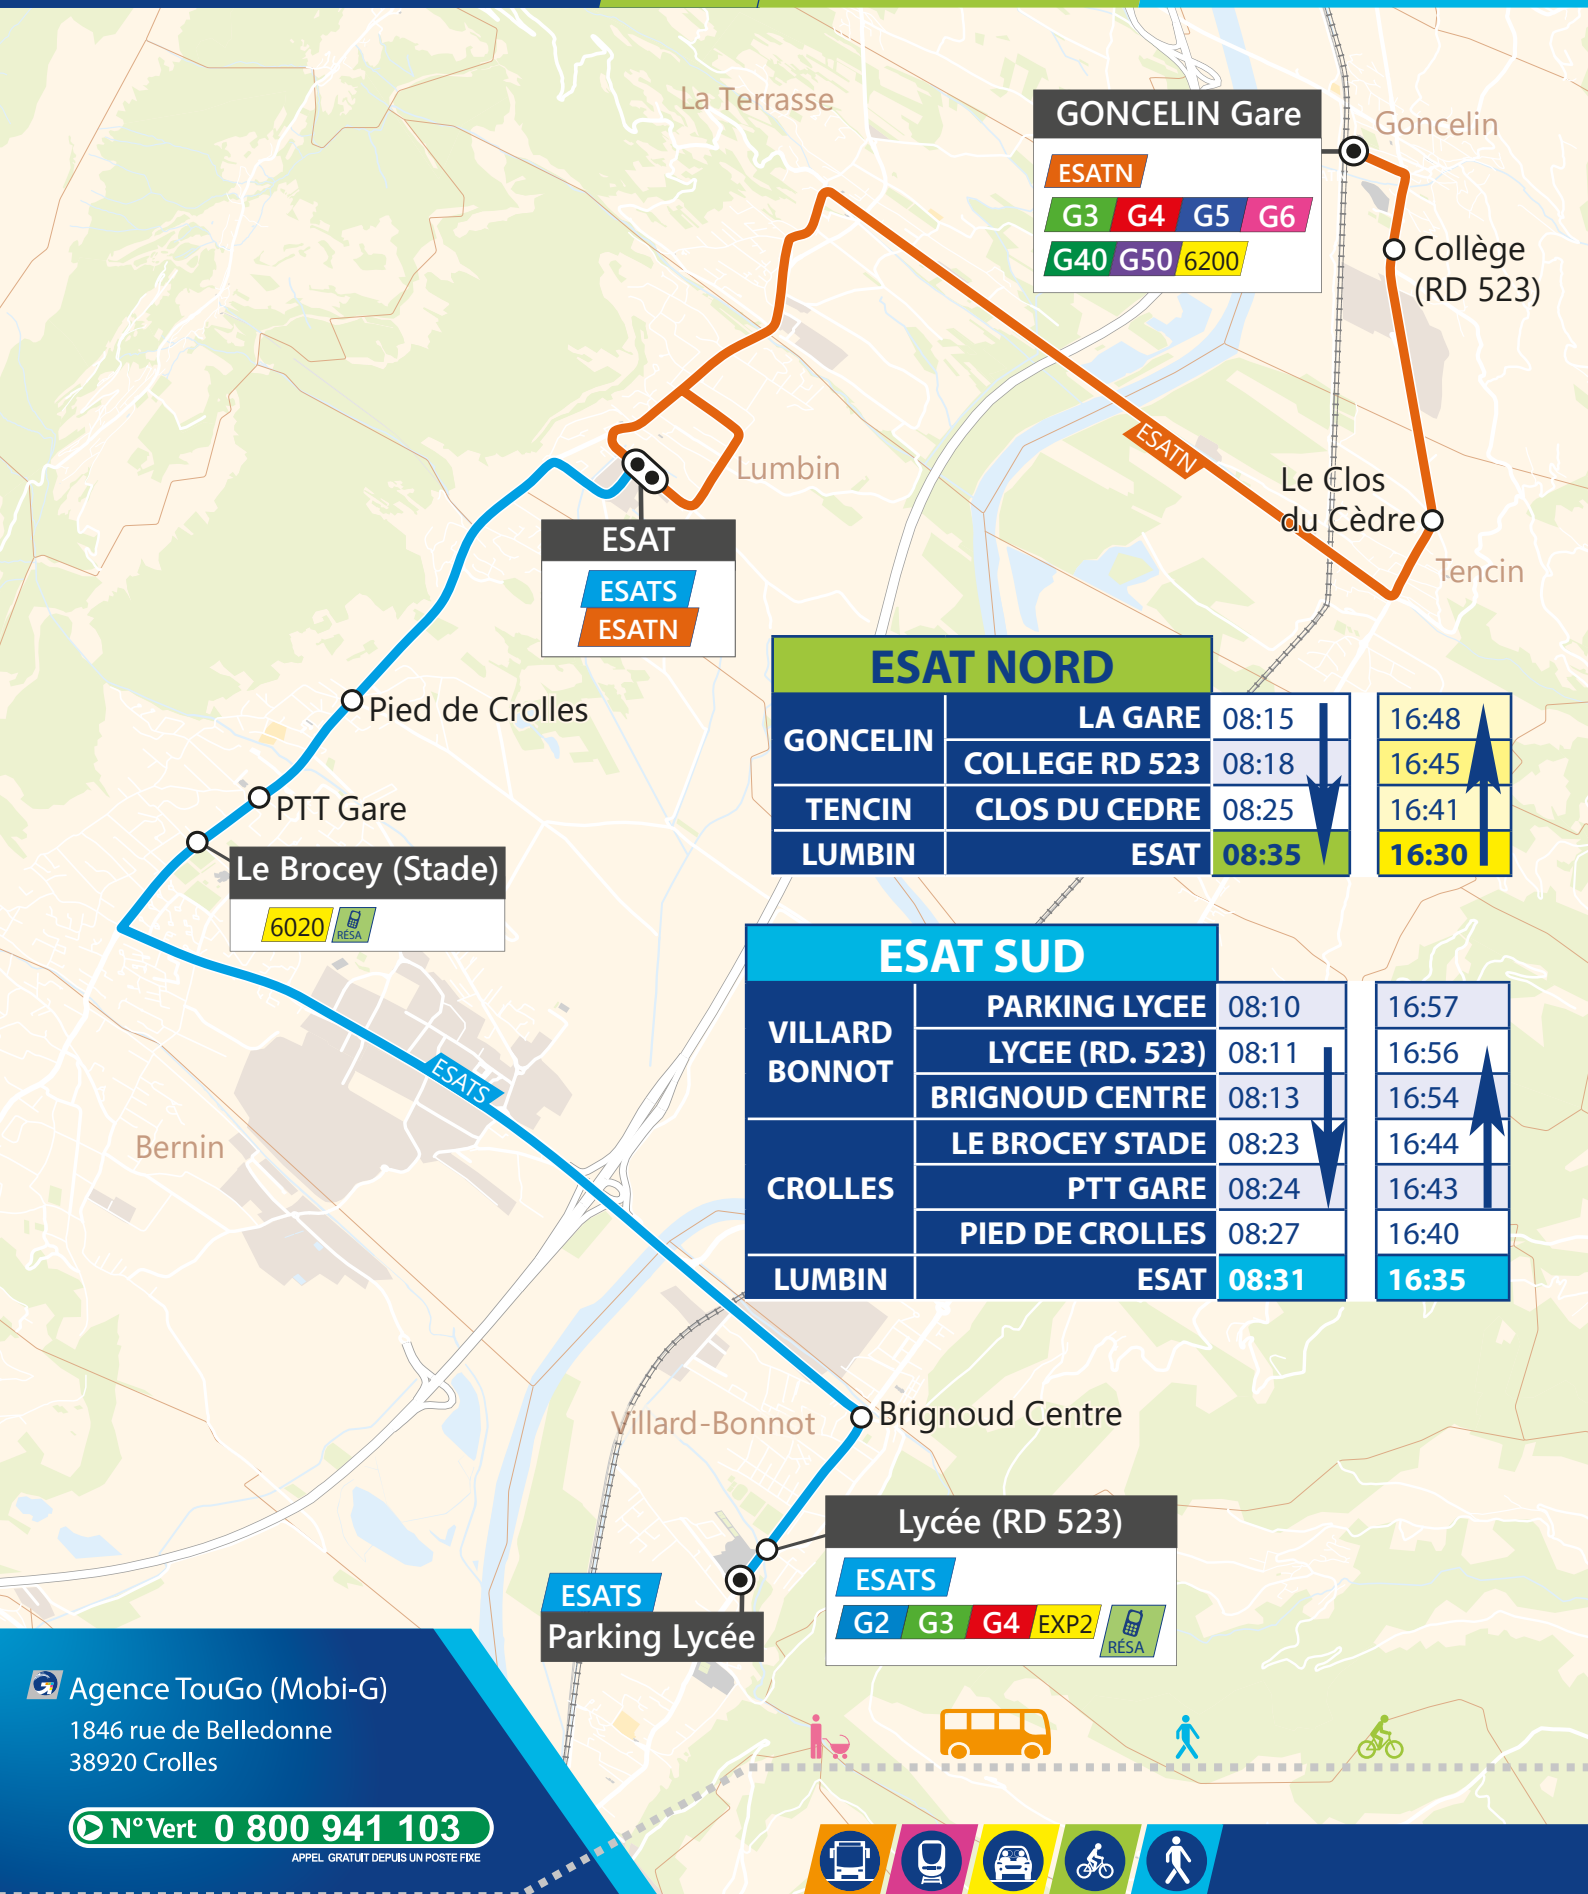 La Terrasse
GONCELIN Gare
Goncelin
ESATN
G3 G4 G5 G6
G40 G50 6200
Collège
(RD 523)
ESATN
Lumbin
Le Clos
du Cèdre
Tencin
ESAT
ESATS
ESATN
Pied de Crolles
PTT Gare
Le Brocey (Stade)
6020 RÉSA
ESAT NORD
GONCELIN LA GARE 08:15 16:48
COLLEGE RD 523 08:18 16:45
TENCIN CLOS DU CEDRE 08:25 16:41
LUMBIN ESAT 08:35 16:30
ESAT SUD
VILLARD BONNOT PARKING LYCEE 08:10 16:57
LYCEE (RD. 523) 08:11 16:56
BRIGNOUD CENTRE 08:13 16:54
CROLLES LE BROCEY STADE 08:23 16:44
PTT GARE 08:24 16:43
PIED DE CROLLES 08:27 16:40
LUMBIN ESAT 08:31 16:35
ESATS
Bernin
Villard-Bonnot
Brignoud Centre
Lycée (RD 523)
ESATS
G2 G3 G4 EXP2 RÉSA
ESATS
Parking Lycée
Agence TouGo (Mobi-G)
1846 rue de Belledonne
38920 Crolles
N° Vert 0 800 941 103
APPEL GRATUIT DEPUIS UN POSTE FIXE